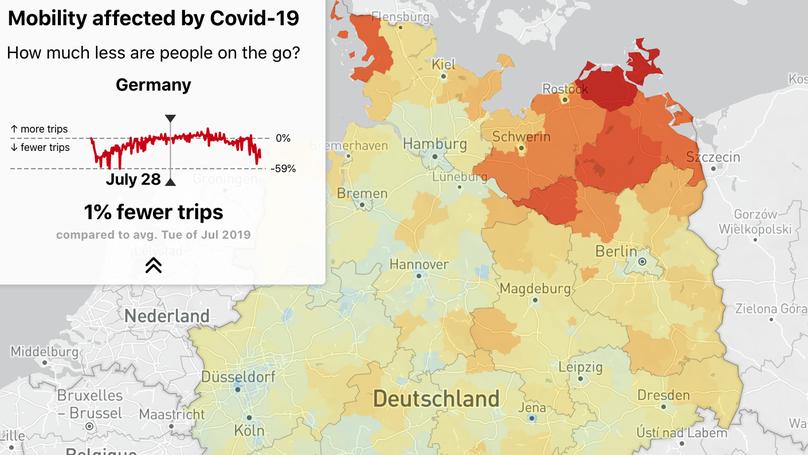 Mobility affected by Covid-19
How much less are people on the go?
Germany
↑ more trips
↓ fewer trips
0%
-59%
July 28
1% fewer trips
compared to avg. Tue of Jul 2019
Flensburg
Kiel
Rostock
Schwerin
Hamburg
Bremerhaven
Szczecin
Lüneburg
Groningen
Bremen
Gorzów
Wielkopolski
Berlin
Hannover
Magdeburg
Nederland
Zielona Góra
Middelburg
Düsseldorf
Leipzig
Bruxelles
– Brussel
Maastricht
Deutschland
Dresden
Jena
Köln
Ústí nad Labem